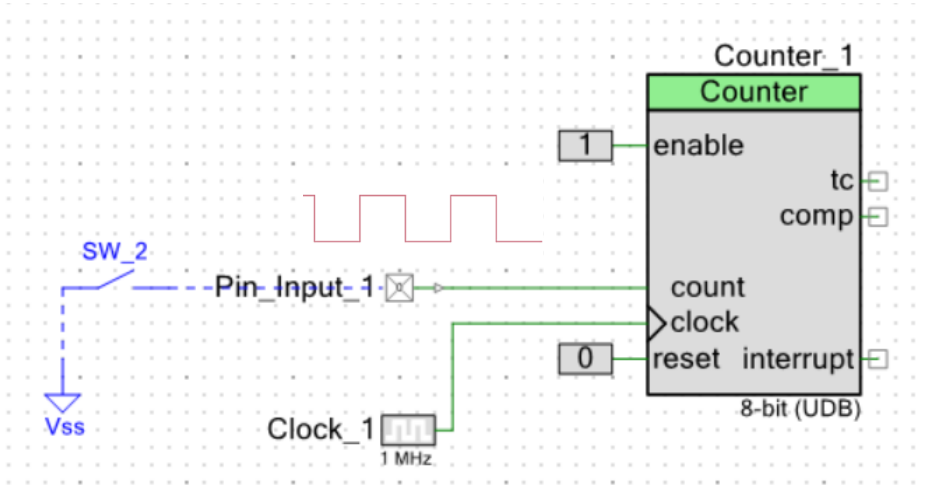 Counter_1
Counter
1
enable
tc
comp
SW_2
Pin_Input_1
count
clock
0
reset
interrupt
8-bit (UDB)
Vss
Clock_1
1 MHz